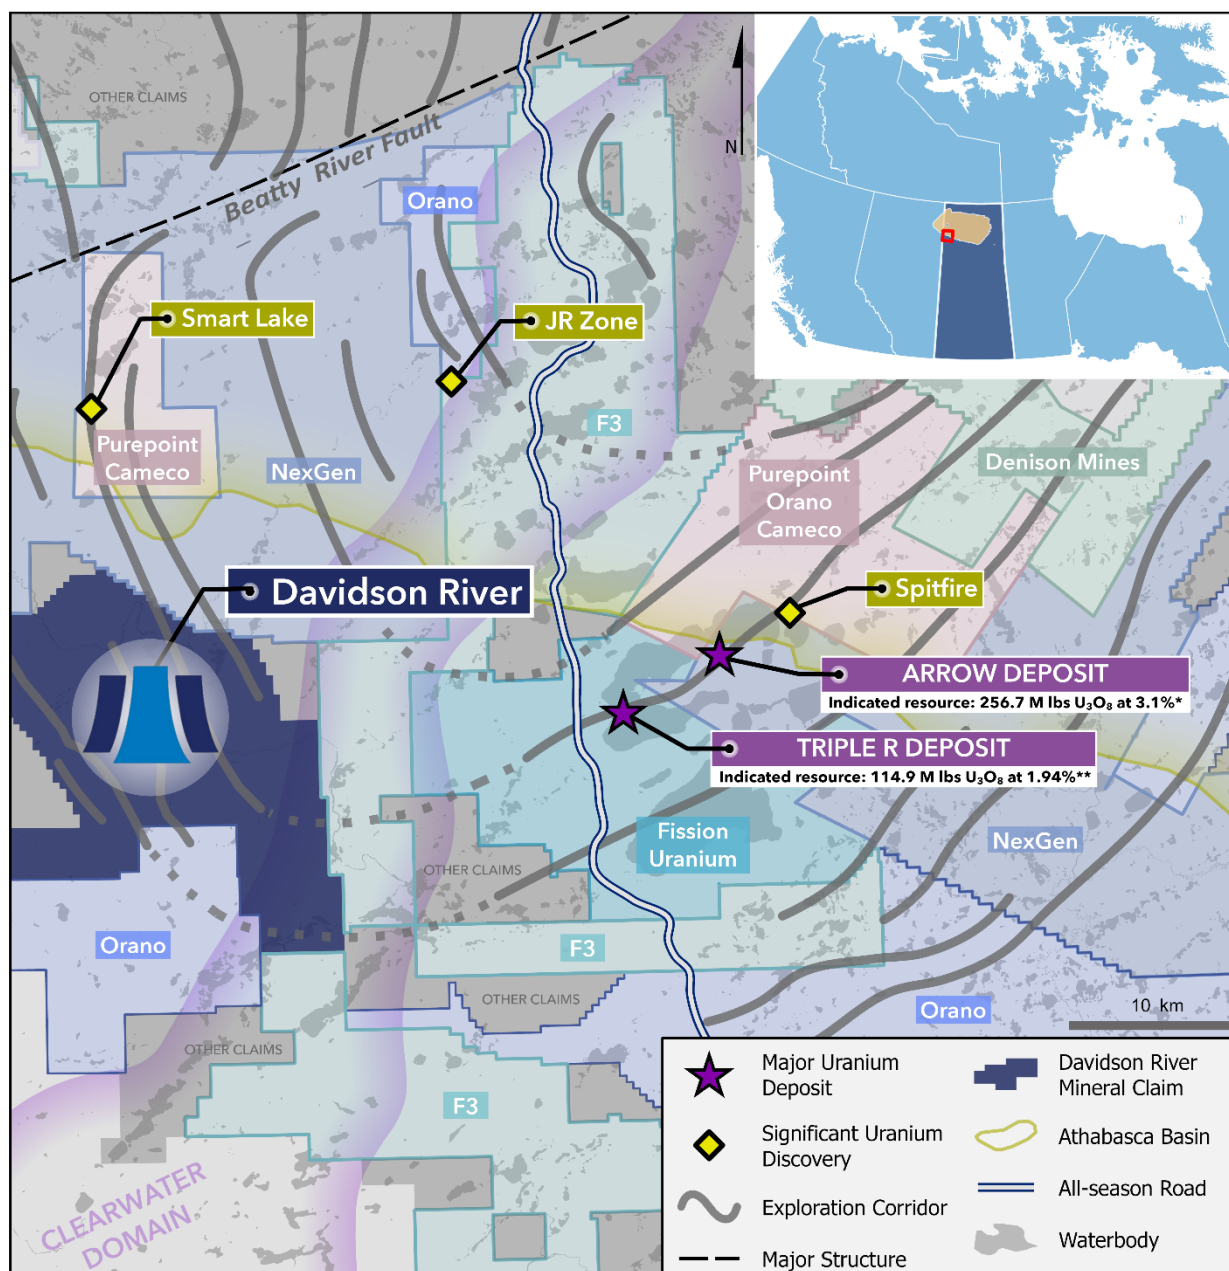 OTHER CLAIMS
Beatty River Fault
N
Orano
Smart Lake
JR Zone
F3
Purepoint
Cameco
NexGen
Purepoint
Orano
Cameco
Denison Mines
Davidson River
Spitfire
ARROW DEPOSIT
Indicated resource: 256.7 M lbs U₃O₈ at 3.1%*
TRIPLE R DEPOSIT
Indicated resource: 114.9 M lbs U₃O₈ at 1.94%**
Fission
Uranium
NexGen
OTHER CLAIMS
Orano
F3
OTHER CLAIMS
Orano
10 km
OTHER CLAIMS
F3
CLEARWATER
DOMAIN
Major Uranium
Deposit
Significant Uranium
Discovery
Exploration Corridor
Major Structure
Davidson River
Mineral Claim
Athabasca Basin
All-season Road
Waterbody